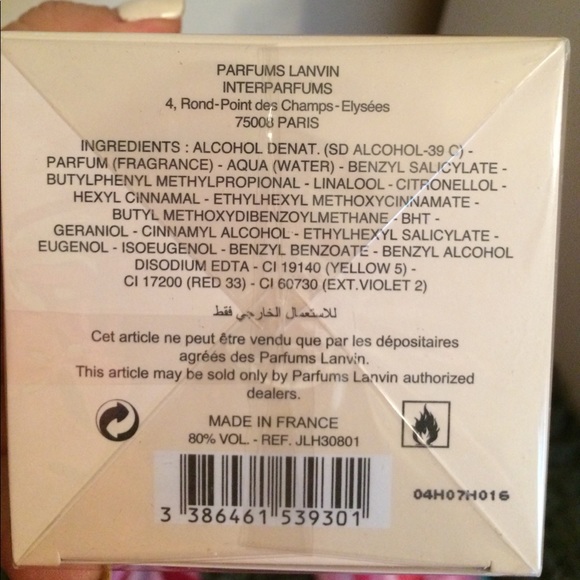 PARFUMS LANVIN
INTERPARFUMS
4, Rond-Point des Champs-Elysées
75008 PARIS
INGREDIENTS : ALCOHOL DENAT. (SD ALCOHOL-39 C) -
PARFUM (FRAGRANCE) - AQUA (WATER) - BENZYL SALICYLATE -
BUTYLPHENYL METHYLPROPIONAL - LINALOOL - CITRONELLOL -
HEXYL CINNAMAL - ETHYLHEXYL METHOXYCINNAMATE -
BUTYL METHOXYDIBENZOYLMETHANE - BHT -
GERANIOL - CINNAMYL ALCOHOL - ETHYLHEXYL SALICYLATE -
EUGENOL - ISOEUGENOL - BENZYL BENZOATE - BENZYL ALCOHOL
DISODIUM EDTA - CI 19140 (YELLOW 5) -
CI 17200 (RED 33) - CI 60730 (EXT.VIOLET 2)
للاستعمال الخارجي فقط
Cet article ne peut être vendu que par les dépositaires
agréés des Parfums Lanvin.
This article may be sold only by Parfums Lanvin authorized
dealers.
MADE IN FRANCE
80% VOL. - REF. JLH30801
04H07H016
3 386461 539301